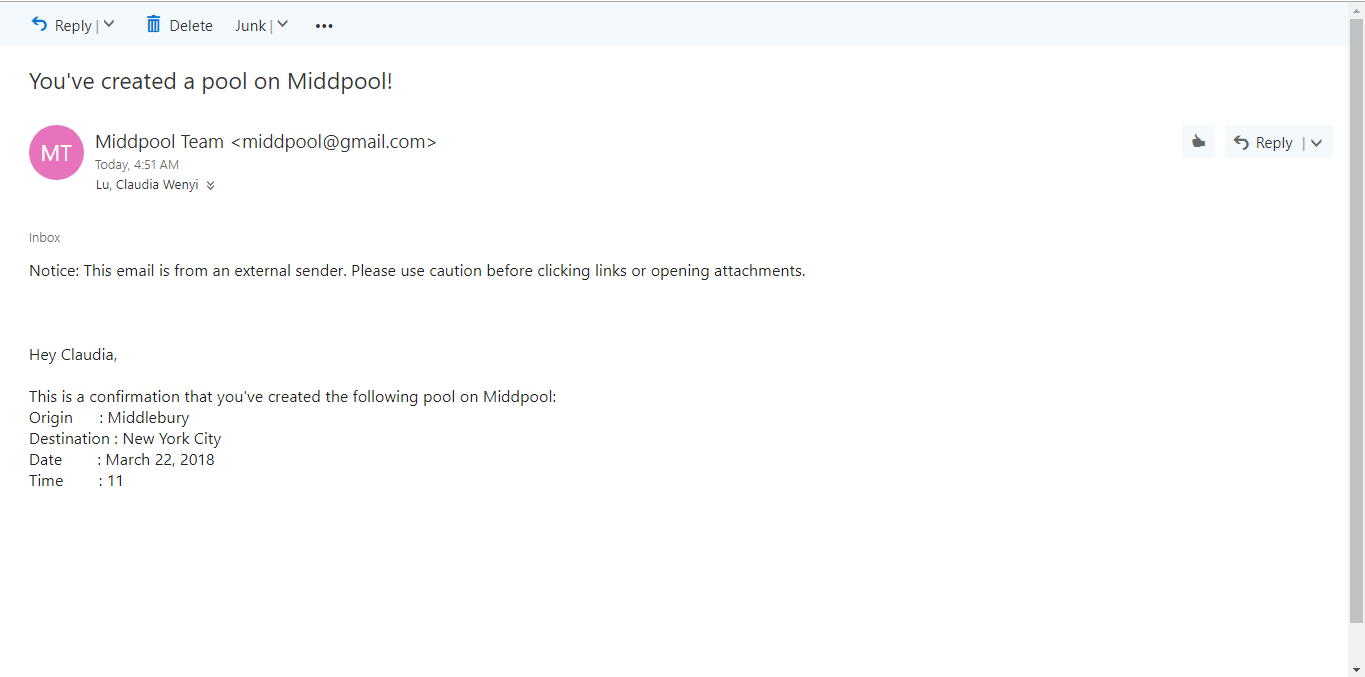 Reply | Delete Junk | •••
You've created a pool on Middpool!
MT
Middpool Team <middpool@gmail.com>
Reply |
Today, 4:51 AM
Lu, Claudia Wenyi
Inbox
Notice: This email is from an external sender. Please use caution before clicking links or opening attachments.
Hey Claudia,
This is a confirmation that you've created the following pool on Middpool:
Origin : Middlebury
Destination : New York City
Date : March 22, 2018
Time : 11